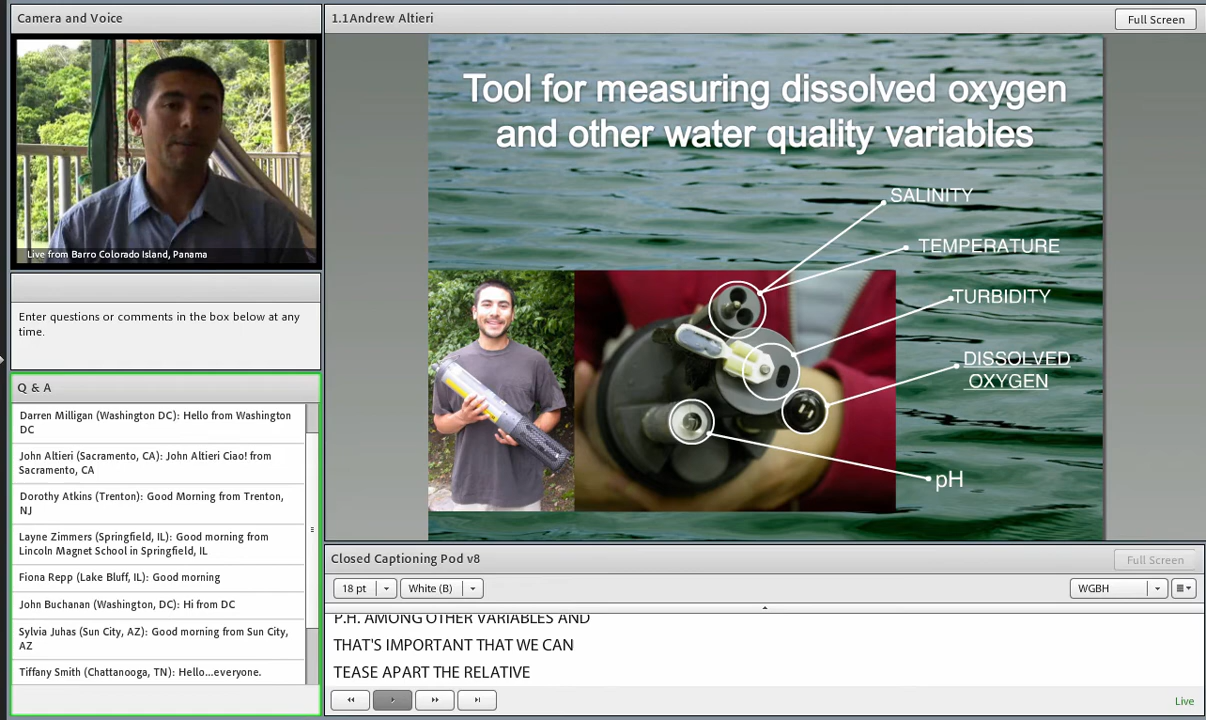 Camera and Voice
Live from Barro Colorado Island, Panama
Enter questions or comments in the box below at any
time.
Q & A
Darren Milligan (Washington DC): Hello from Washington
DC
John Altieri (Sacramento, CA): John Altieri Ciao! from
Sacramento, CA
Dorothy Atkins (Trenton): Good Morning from Trenton,
NJ
Layne Zimmers (Springfield, IL): Good morning from
Lincoln Magnet School in Springfield, IL
Fiona Repp (Lake Bluff, IL): Good morning
John Buchanan (Washington, DC): Hi from DC
Sylvia Juhas (Sun City, AZ): Good morning from Sun City,
AZ
Tiffany Smith (Chattanooga, TN): Hello...everyone.
1.1Andrew Altieri
Full Screen
Tool for measuring dissolved oxygen
and other water quality variables
SALINITY
TEMPERATURE
TURBIDITY
DISSOLVED
OXYGEN
pH
Closed Captioning Pod v8
Full Screen
18 pt
White (B)
WGBH
P.H. AMONG OTHER VARIABLES AND
THAT'S IMPORTANT THAT WE CAN
TEASE APART THE RELATIVE
Live